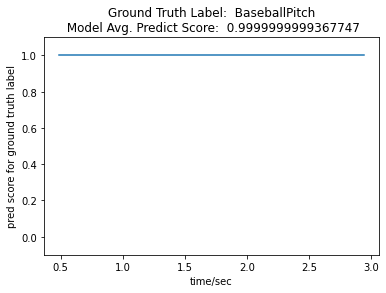 Ground Truth Label:  BaseballPitch
Model Avg. Predict Score:  0.9999999999367747
1.0
0.8
0.6
0.4
0.2
0.0
pred score for ground truth label
0.5 1.0 1.5 2.0 2.5 3.0
time/sec